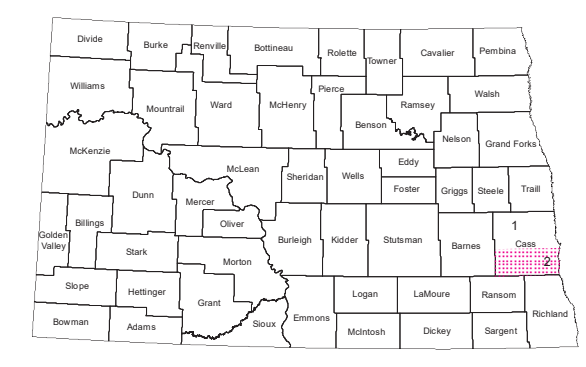 Divide
Burke
Renville
Bottineau
Rolette
Towner
Cavalier
Pembina
Williams
Mountrail
Ward
McHenry
Pierce
Benson
Ramsey
Walsh
McKenzie
McLean
Nelson
Grand Forks
Dunn
Mercer
Oliver
Sheridan
Wells
Eddy
Foster
Griggs
Steele
Traill
Golden
Valley
Billings
Stark
Morton
Burleigh
Kidder
Stutsman
Barnes
1
Cass
2
Slope
Hettinger
Grant
Sioux
Emmons
Logan
LaMoure
Ransom
Richland
Bowman
Adams
McIntosh
Dickey
Sargent